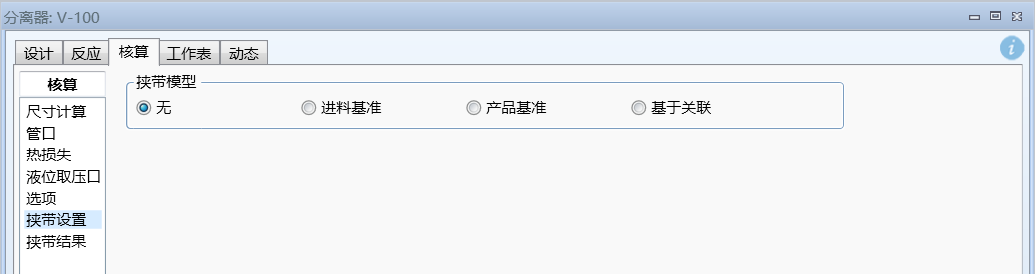 分离器: V-100
设计 反应 核算 工作表 动态
核算
尺寸计算
管口
热损失
液位取压口
选项
挟带设置
挟带结果
挟带模型
无 进料基准 产品基准 基于关联